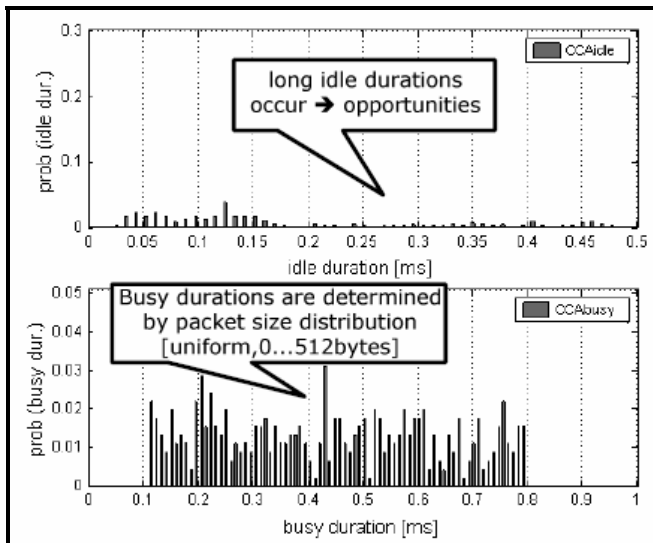 0.3
0.2
0.1
0
prob (idle dur.)
CCAidle
long idle durations
occur ➔ opportunities
0 0.05 0.1 0.15 0.2 0.25 0.3 0.35 0.4 0.45 0.5
idle duration [ms]
0.05
0.04
0.03
0.02
0.01
0
prob (busy dur.)
CCAbusy
Busy durations are determined
by packet size distribution
[uniform,0...512bytes]
0 0.1 0.2 0.3 0.4 0.5 0.6 0.7 0.8 0.9 1
busy duration [ms]